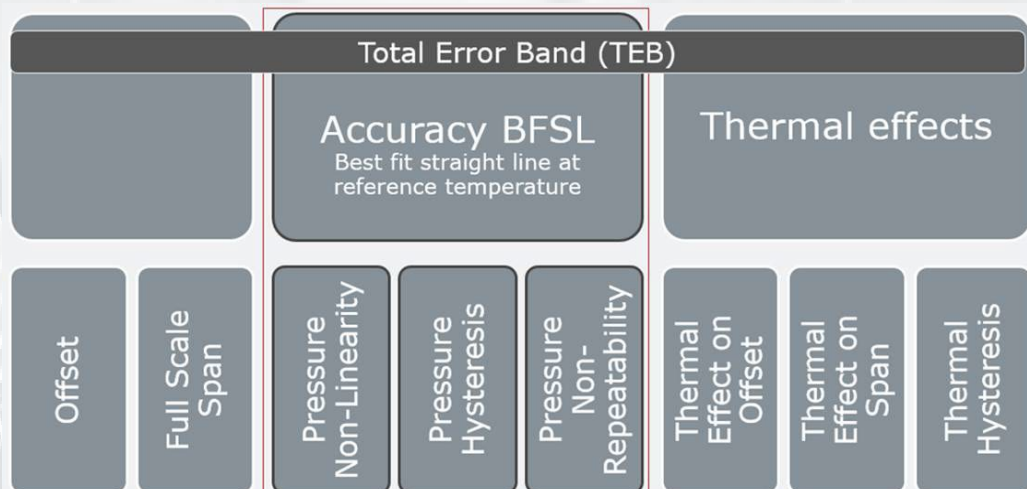 Total Error Band (TEB)
Accuracy BFSL
Best fit straight line at
reference temperature
Thermal effects
Offset
Full Scale
Span
Pressure
Non-Linearity
Pressure
Hysteresis
Pressure
Non-
Repeatability
Thermal
Effect on
Offset
Thermal
Effect on
Span
Thermal
Hysteresis